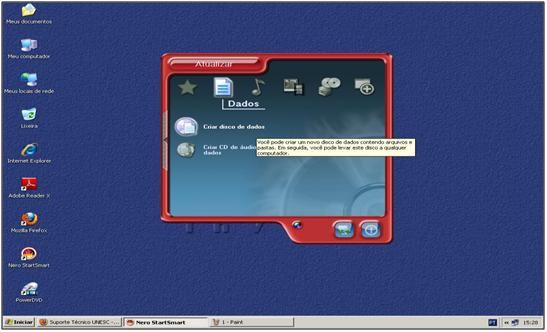 Meus documentos
Meu computador
Meus locais de rede
Lixeira
Internet Explorer
Adobe Reader X
Mozilla Firefox
Nero StartSmart
PowerDVD
Atualizar
Dados
Criar disco de dados
Criar CD de áudio
dados
Você pode criar um novo disco de dados contendo arquivos e
pastas. Em seguida, você pode levar este disco a qualquer
computador.
Iniciar
Suporte Técnico UNESC -...
Nero StartSmart
1 - Paint
PT
15:28